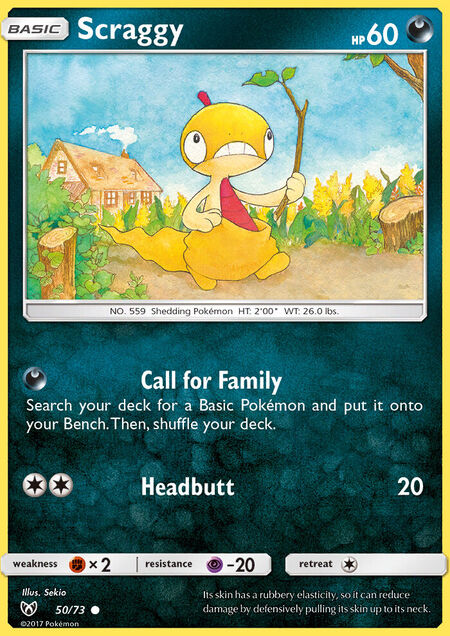 BASIC Scraggy HP 60
NO. 559 Shedding Pokémon HT: 2'00" WT: 26.0 lbs.
Call for Family
Search your deck for a Basic Pokémon and put it onto
your Bench. Then, shuffle your deck.
Headbutt 20
weakness ×2 resistance -20 retreat
Illus. Sekio
50/73
©2017 Pokémon
Its skin has a rubbery elasticity, so it can reduce
damage by defensively pulling its skin up to its neck.